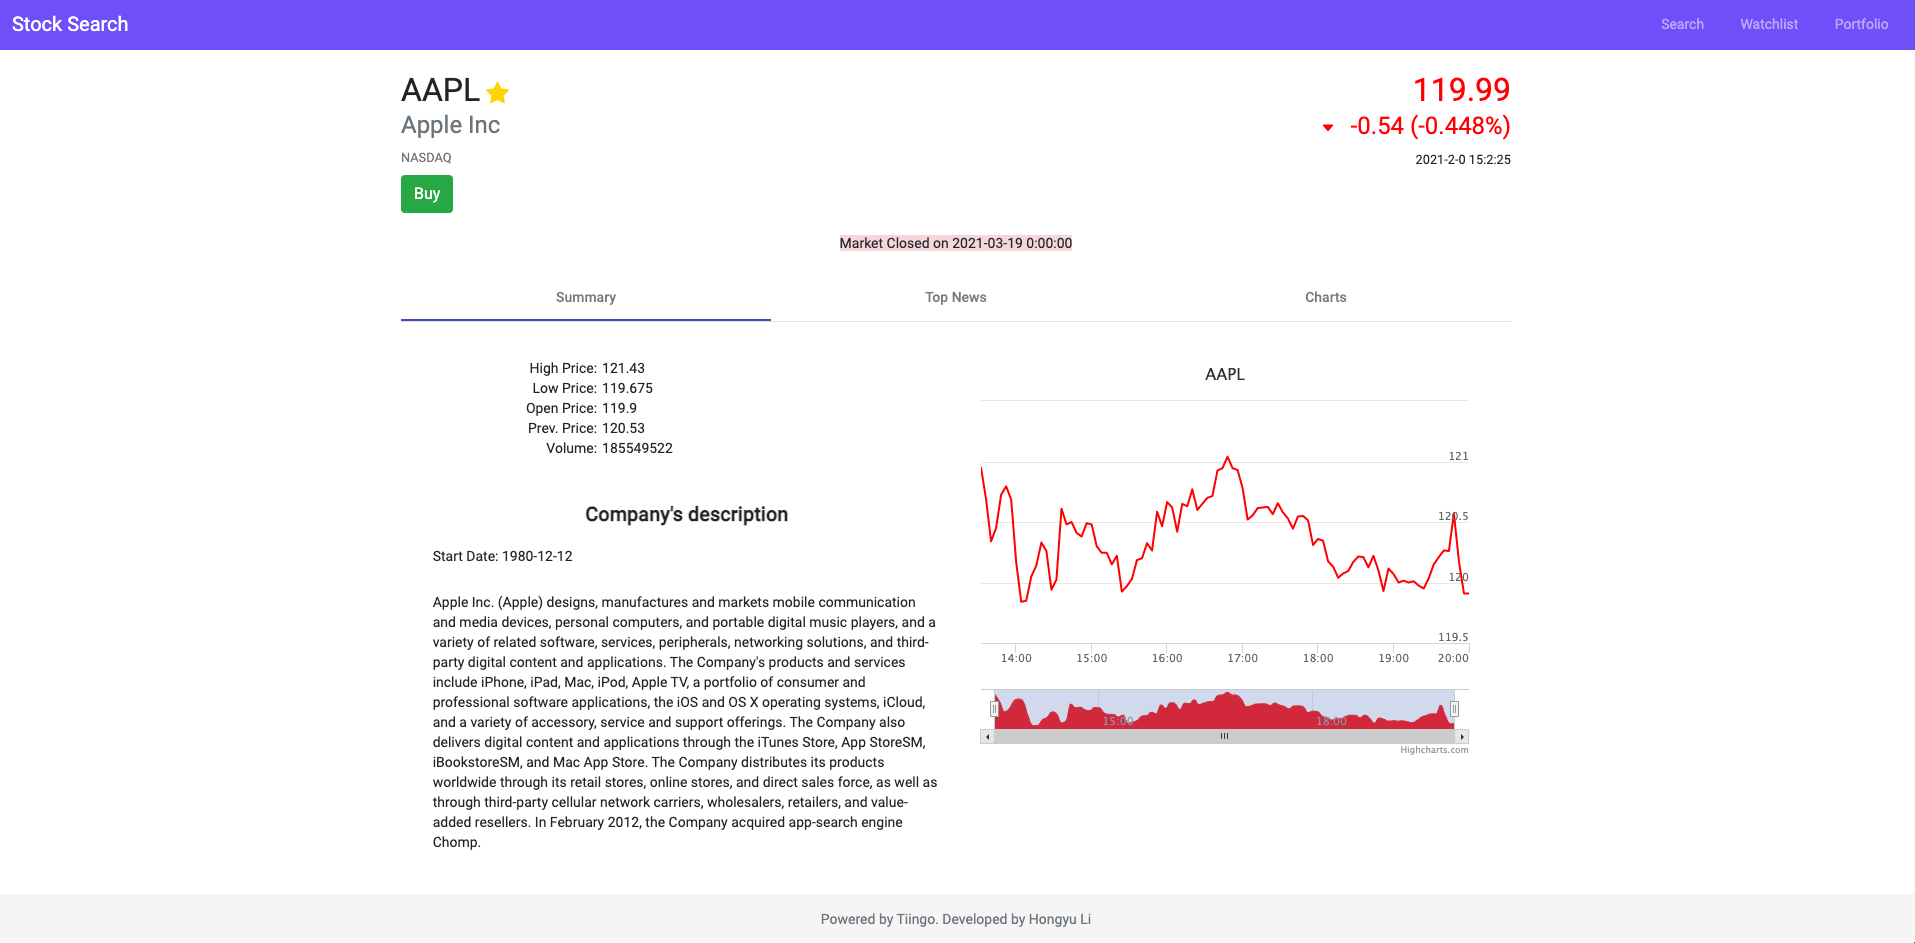 Stock Search
Search
Watchlist
Portfolio
AAPL
Apple Inc
NASDAQ
Buy
119.99
-0.54 (-0.448%)
2021-2-0 15:2:25
Market Closed on 2021-03-19 0:00:00
Summary
Top News
Charts
High Price: 121.43
Low Price: 119.675
Open Price: 119.9
Prev. Price: 120.53
Volume: 185549522
Company's description
Start Date: 1980-12-12
Apple Inc. (Apple) designs, manufactures and markets mobile communication
and media devices, personal computers, and portable digital music players, and a
variety of related software, services, peripherals, networking solutions, and third-
party digital content and applications. The Company's products and services
include iPhone, iPad, Mac, iPod, Apple TV, a portfolio of consumer and
professional software applications, the iOS and OS X operating systems, iCloud,
and a variety of accessory, service and support offerings. The Company also
delivers digital content and applications through the iTunes Store, App StoreSM,
iBookstoreSM, and Mac App Store. The Company distributes its products
worldwide through its retail stores, online stores, and direct sales force, as well as
through third-party cellular network carriers, wholesalers, retailers, and value-
added resellers. In February 2012, the Company acquired app-search engine
Chomp.
AAPL
121
120.5
120
119.5
14:00
15:00
16:00
17:00
18:00
19:00
20:00
15:00
18:00
Highcharts.com
Powered by Tiingo. Developed by Hongyu Li